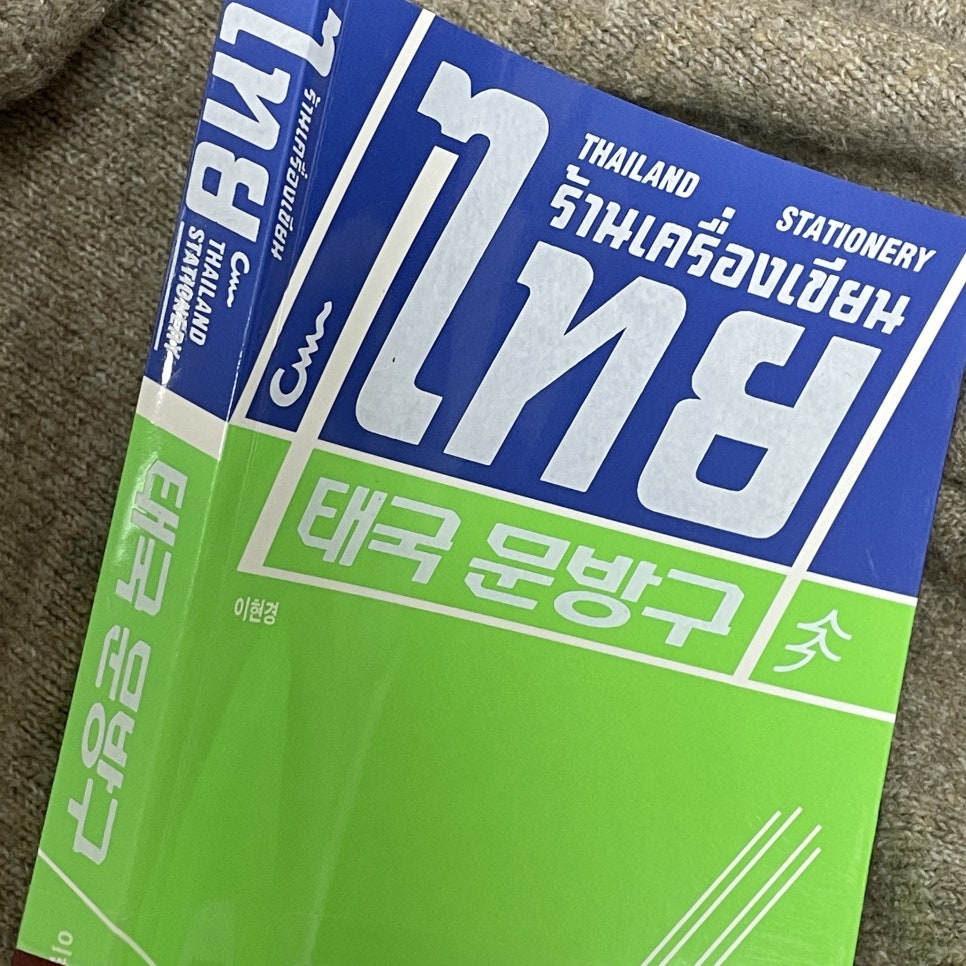 ไทย
THAILAND STATIONERY
ร้านเครื่องเขียน
태국 문방구
이현경
ไทย
ร้านเครื่องเขียน
THAILAND
STATIONERY
태국 문방구